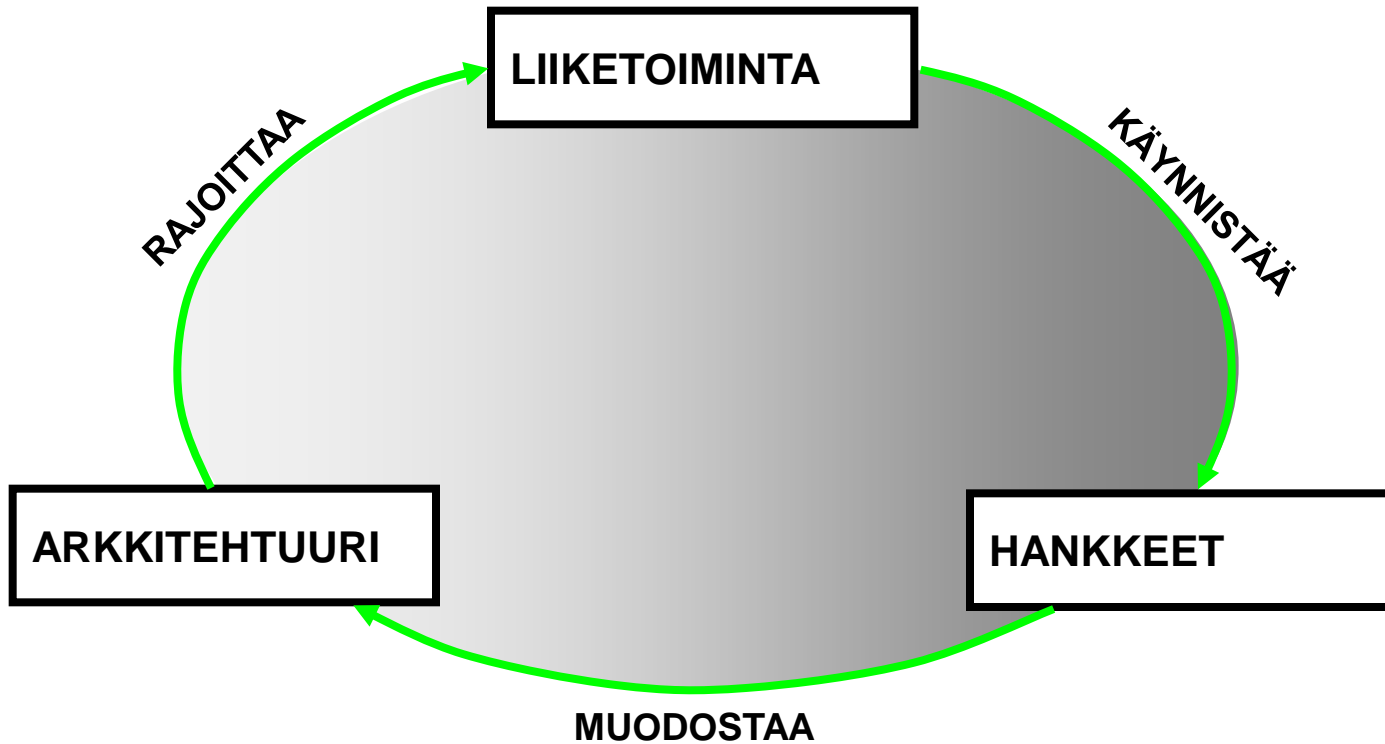 LIIKETOIMINTA
RAJOITTAA
KÄYNNISTÄÄ
ARKKITEHTUURI
HANKKEET
MUODOSTAA